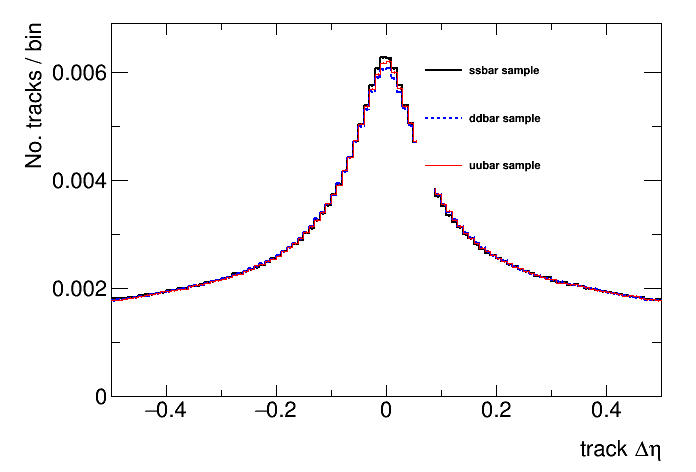 No. tracks / bin
0.006
0.004
0.002
0
ssbar sample
ddbar sample
uubar sample
−0.4
−0.2
0
0.2
0.4
track Δη